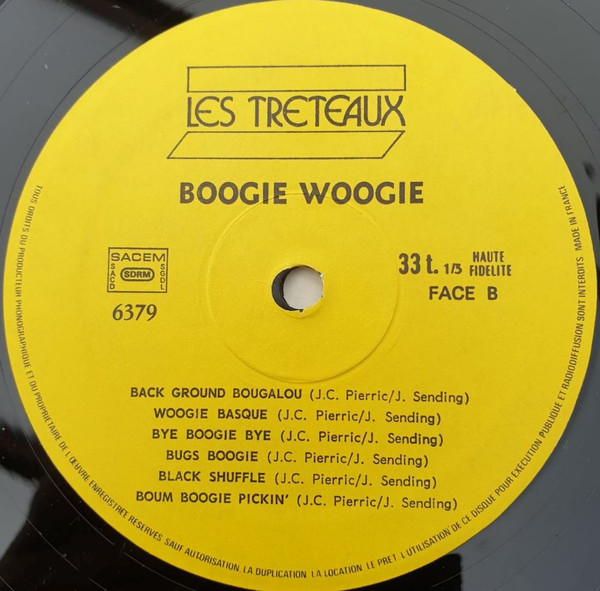 LES TRETEAUX
BOOGIE WOOGIE
SACEM
SACD
SDRM
SGDL
6379
33 t. 1/3 HAUTE FIDELITE
FACE B
BACK GROUND BOUGALOU (J.C. Pierric/J. Sending)
WOOGIE BASQUE (J.C. Pierric/J. Sending)
BYE BOOGIE BYE (J.C. Pierric/J. Sending)
BUGS BOOGIE (J.C. Pierric/J. Sending)
BLACK SHUFFLE (J.C. Pierric/J. Sending)
BOUM BOOGIE PICKIN' (J.C. Pierric/J. Sending)
TOUS DROITS DU PRODUCTEUR PHONOGRAPHIQUE ET DU PROPRIETAIRE DE L'ŒUVRE ENREGISTREE RESERVES SAUF AUTORISATION LA DUPLICATION LA LOCATION LE PRET L'UTILISATION DE CE DISQUE POUR EXECUTION PUBLIQUE ET RADIODIFFUSION SONT INTERDITS MADE IN FRANCE